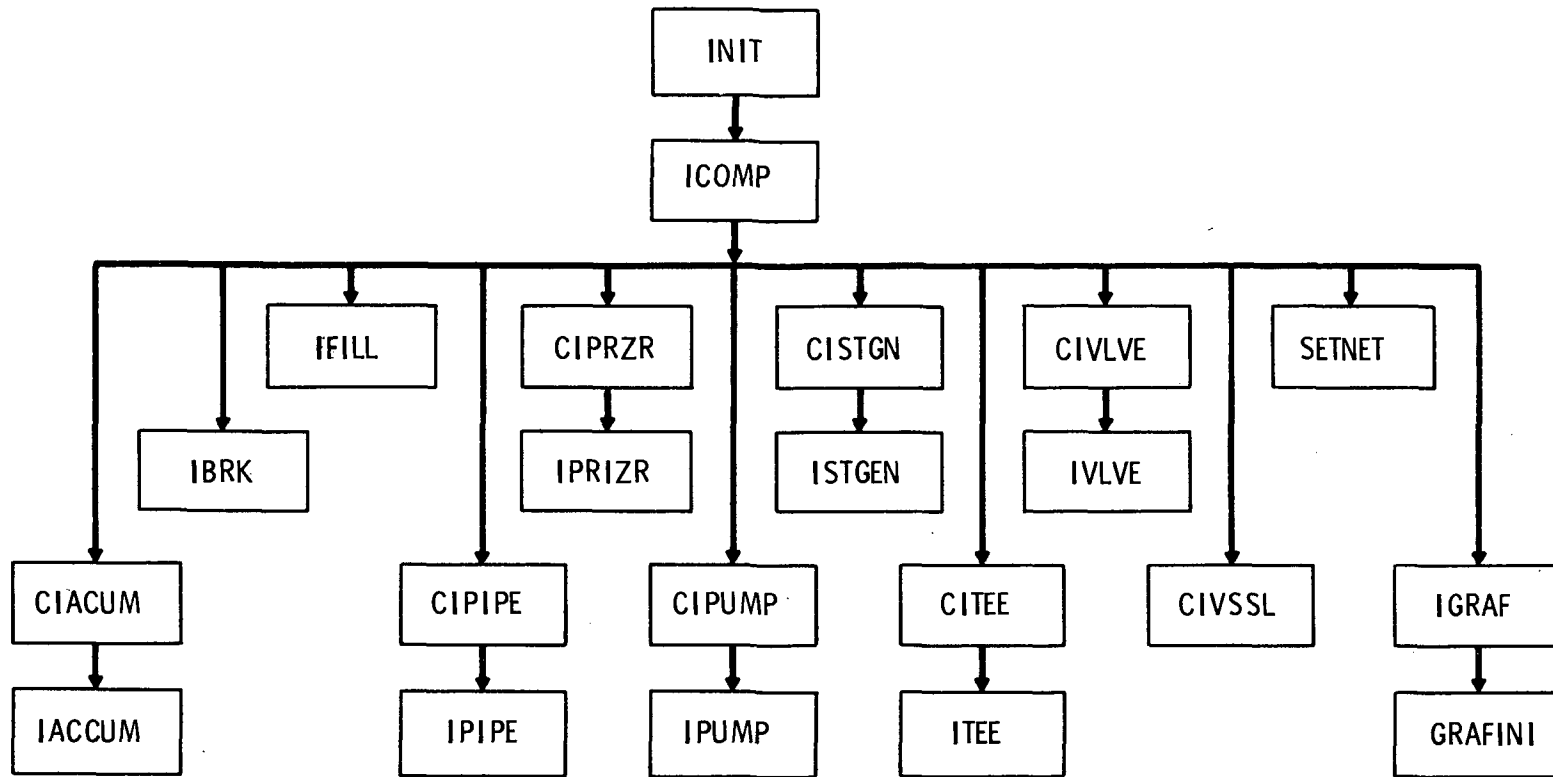 INIT
ICOMP
IFILL
CIPRZR
CISTGN
CIVLVE
SETNET
IBRK
IPRIZR
ISTGEN
IVLVE
CIACUM
CIPIPE
CIPUMP
CITEE
CIVSSL
IGRAF
IACCUM
IPIPE
IPUMP
ITEE
GRAFINI